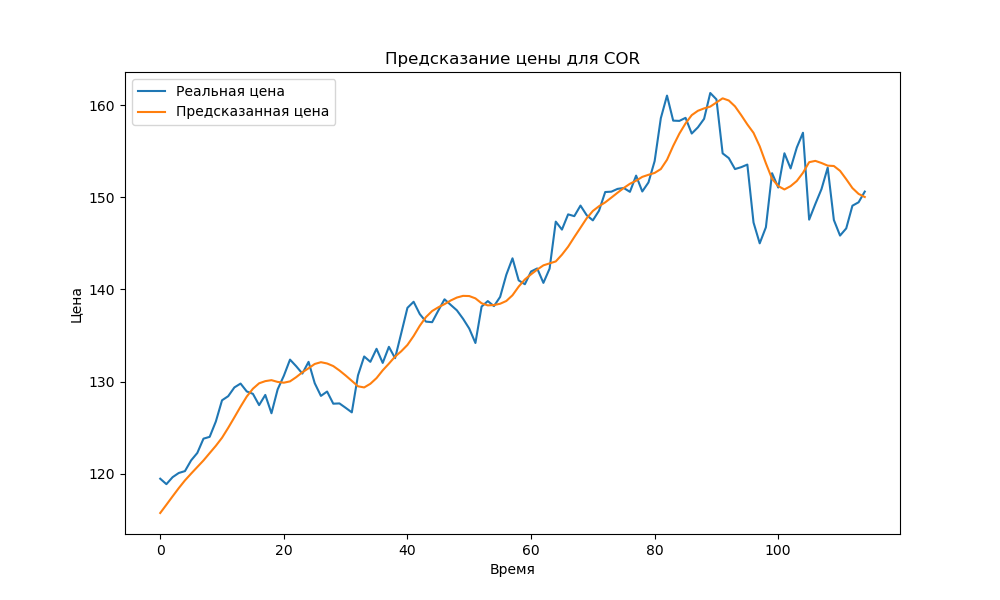 Предсказание цены для COR
Реальная цена
Предсказанная цена
160
150
140
130
120
Цена
0 20 40 60 80 100
Время